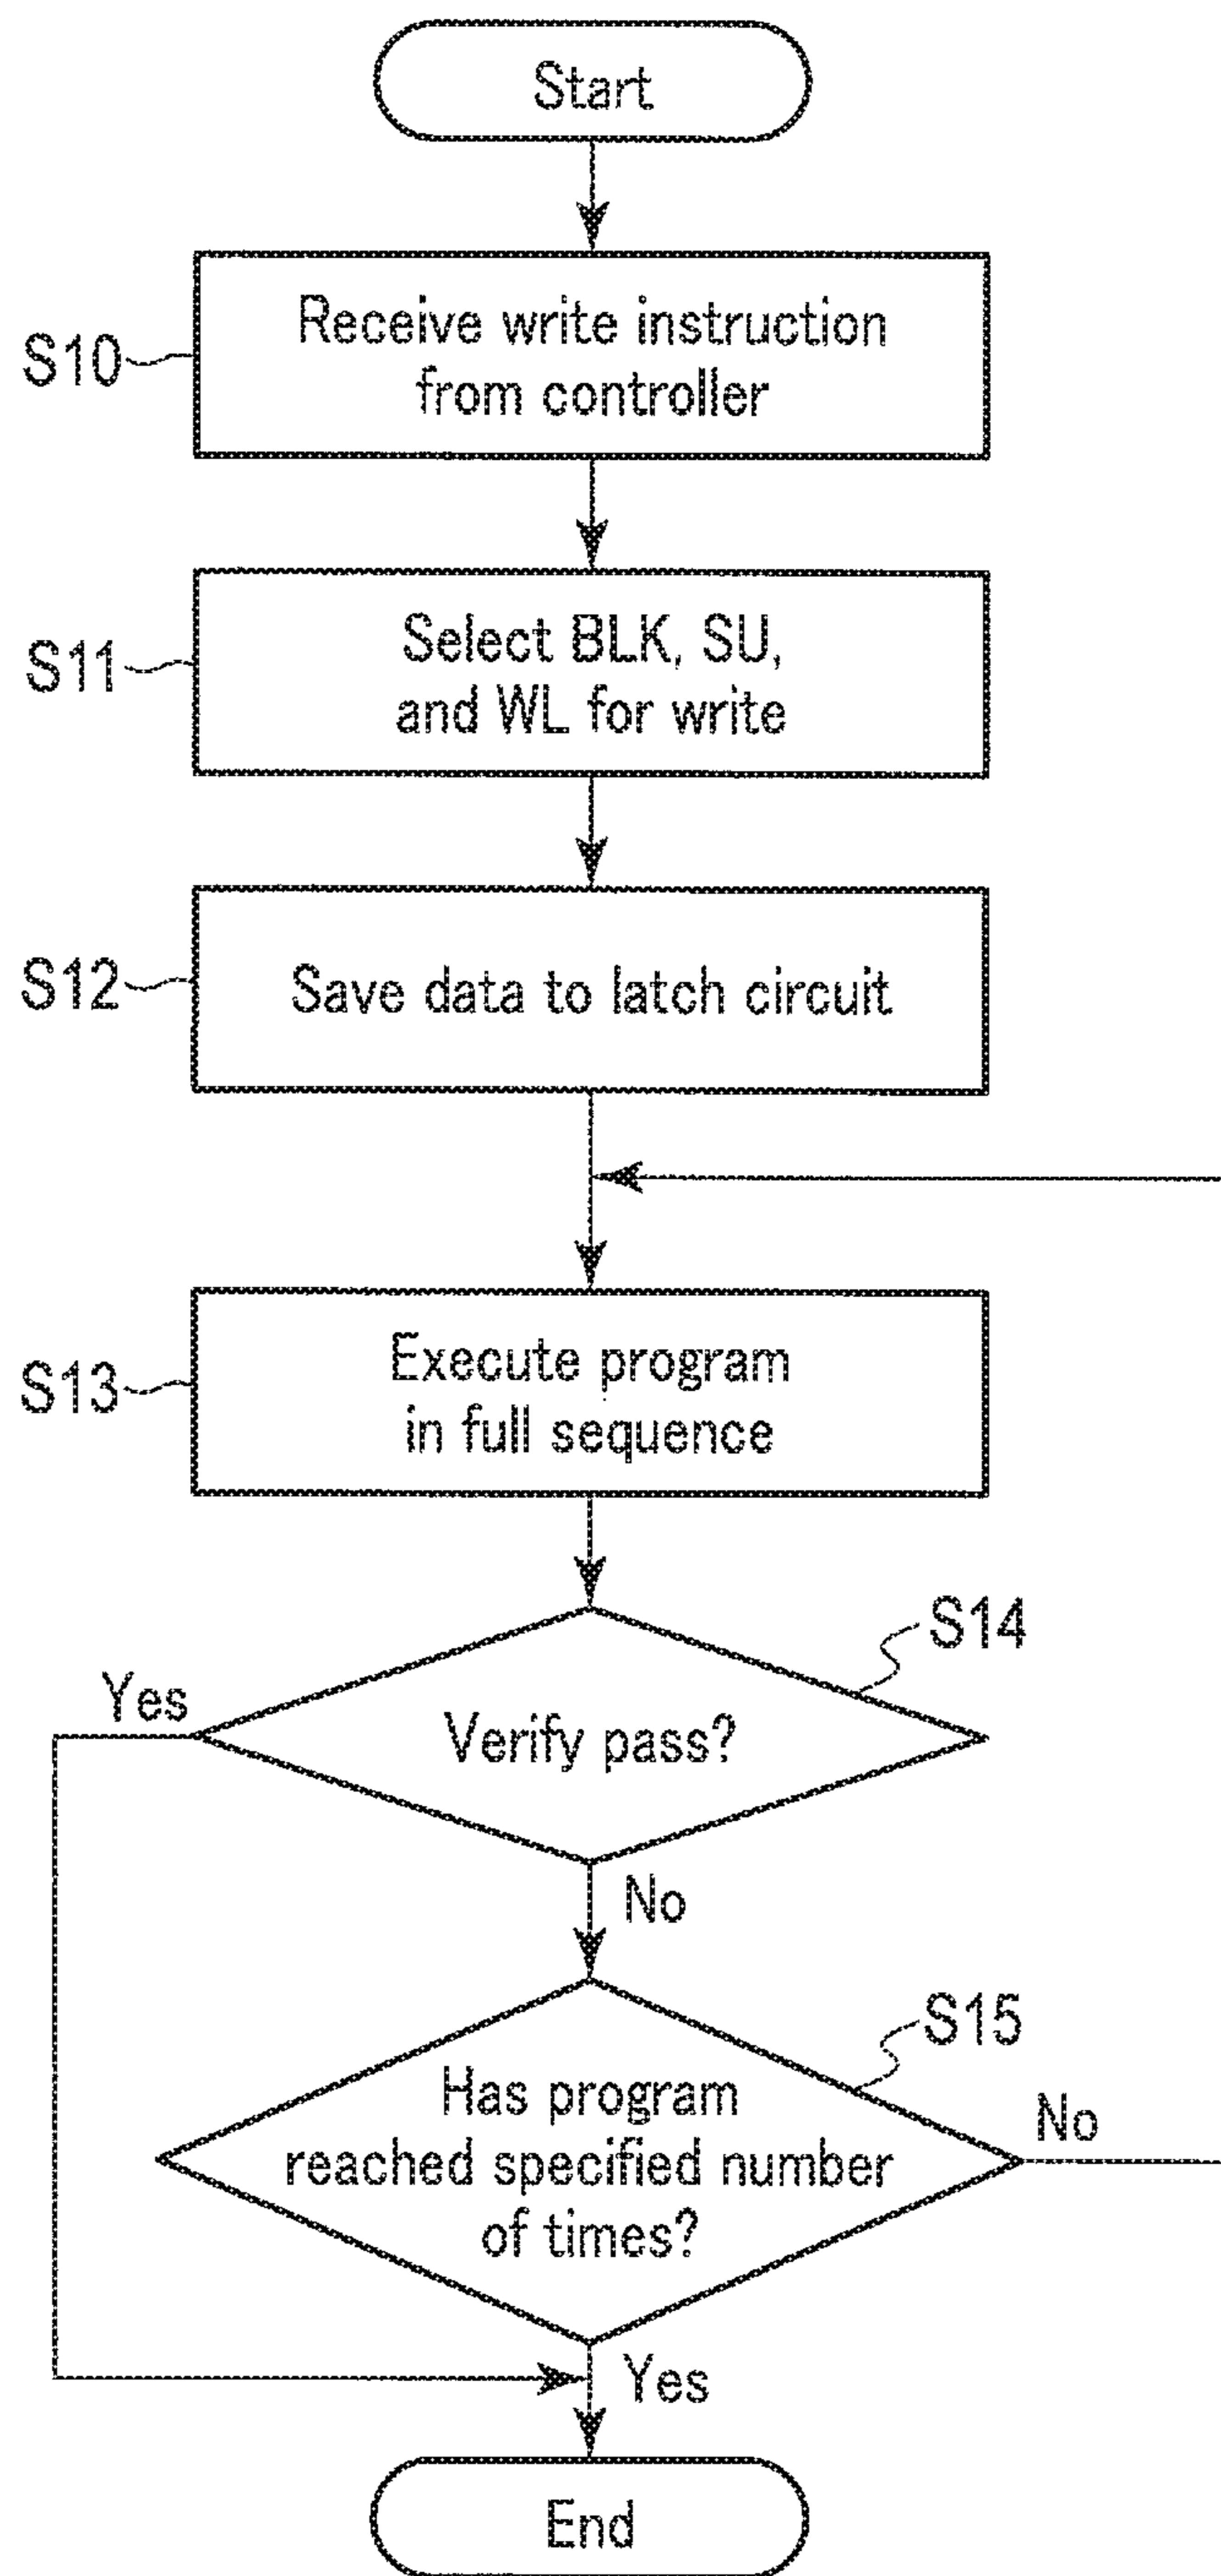 Start
S10
Receive write instruction
from controller
S11
Select BLK, SU,
and WL for write
S12
Save data to latch circuit
S13
Execute program
in full sequence
S14
Yes
Verify pass?
No
S15
Has program
reached specified number
of times?
No
Yes
End